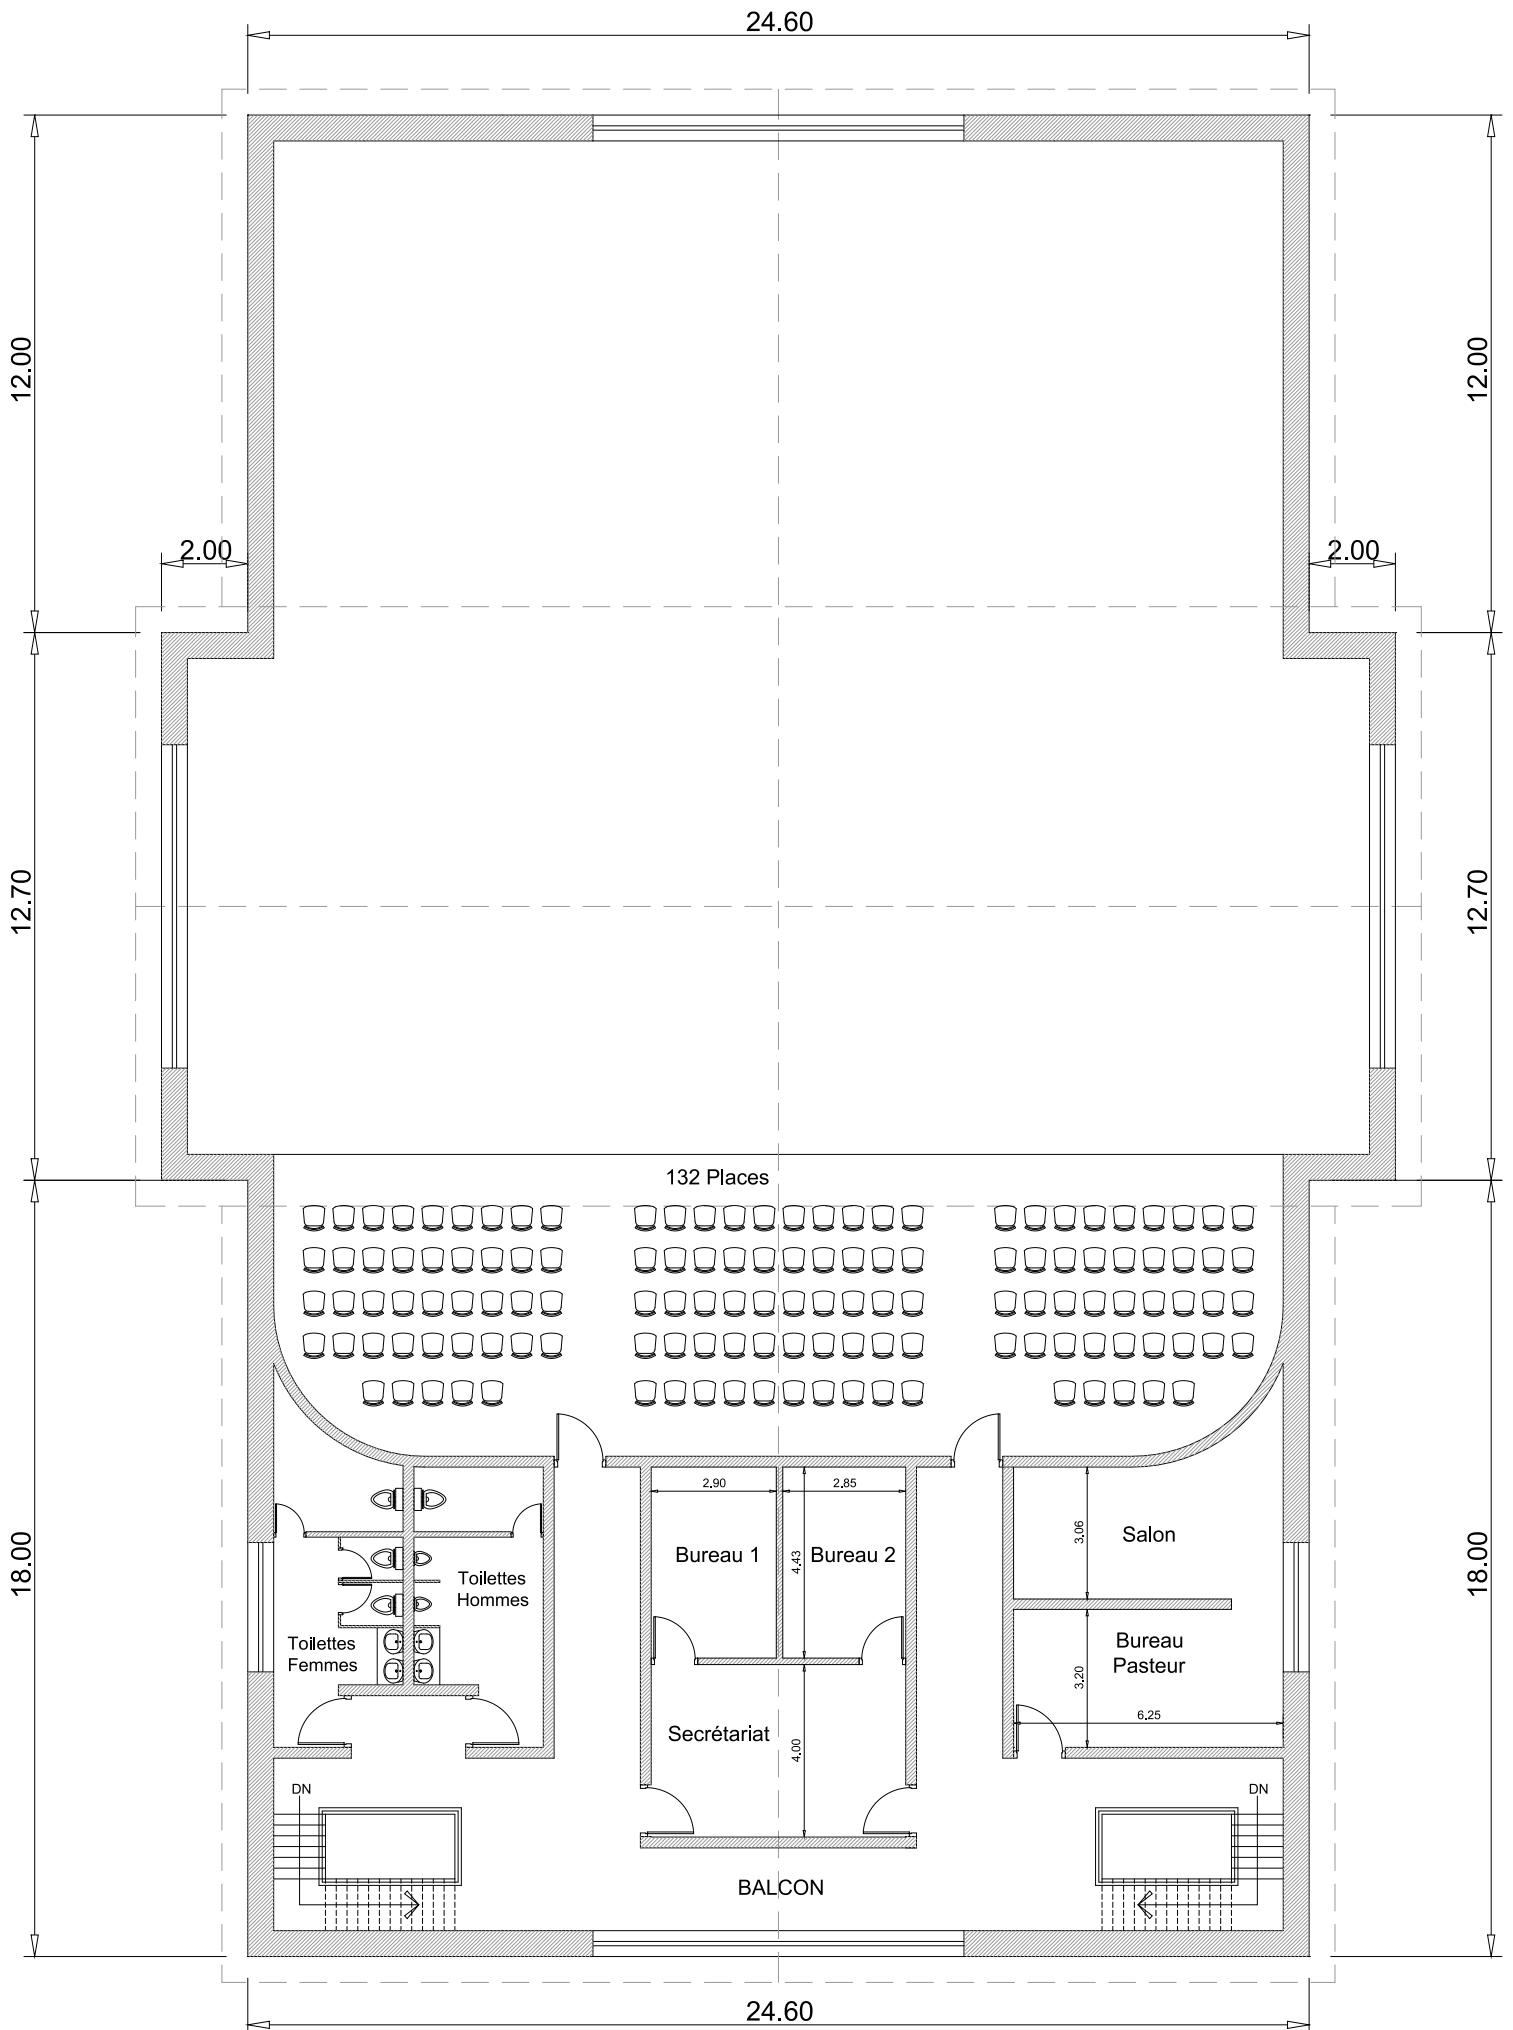 24.60
12.00
12.00
2.00
2.00
12.70
12.70
132 Places
2.90
2.85
18.00
Bureau 1
4.43
Bureau 2
3.06
Salon
18.00
Toilettes
Hommes
Toilettes
Femmes
Bureau
Pasteur
3.20
6.25
Secrétariat
4.00
DN
DN
BALCON
24.60